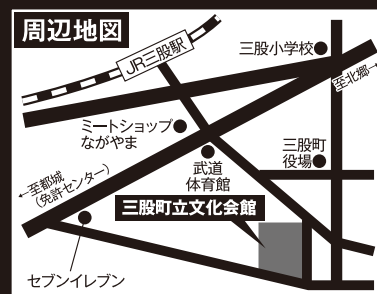 周辺地図
JR三股駅
三股小学校
至北郷→
ミートショップ
ながやま
三股町
役場
武道
体育館
←至都城
(免許センター)
三股町立文化会館
セブンイレブン